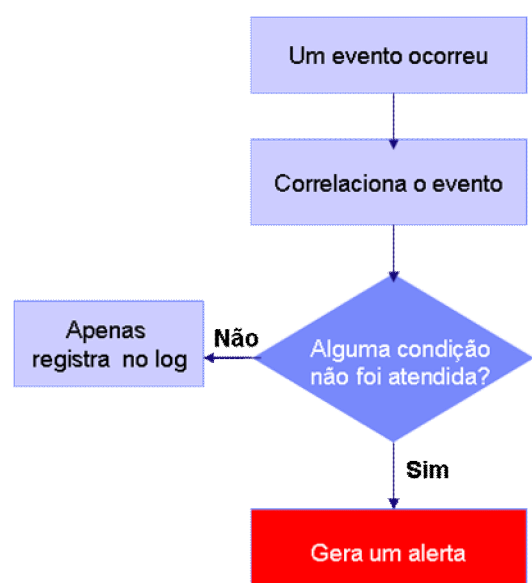 Um evento ocorreu
Correlaciona o evento
Alguma condição
não foi atendida?
Não
Apenas
registra no log
Sim
Gera um alerta